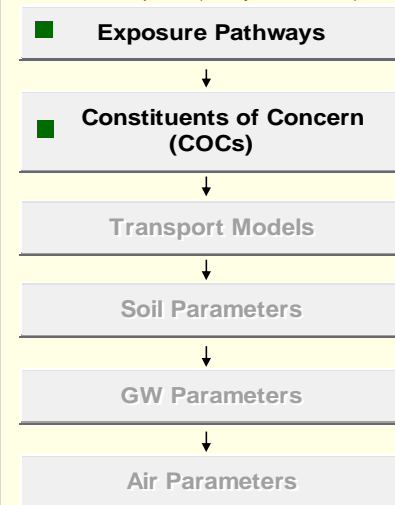 Exposure Pathways
Constituents of Concern
(COCs)
Transport Models
Soil Parameters
GW Parameters
Air Parameters